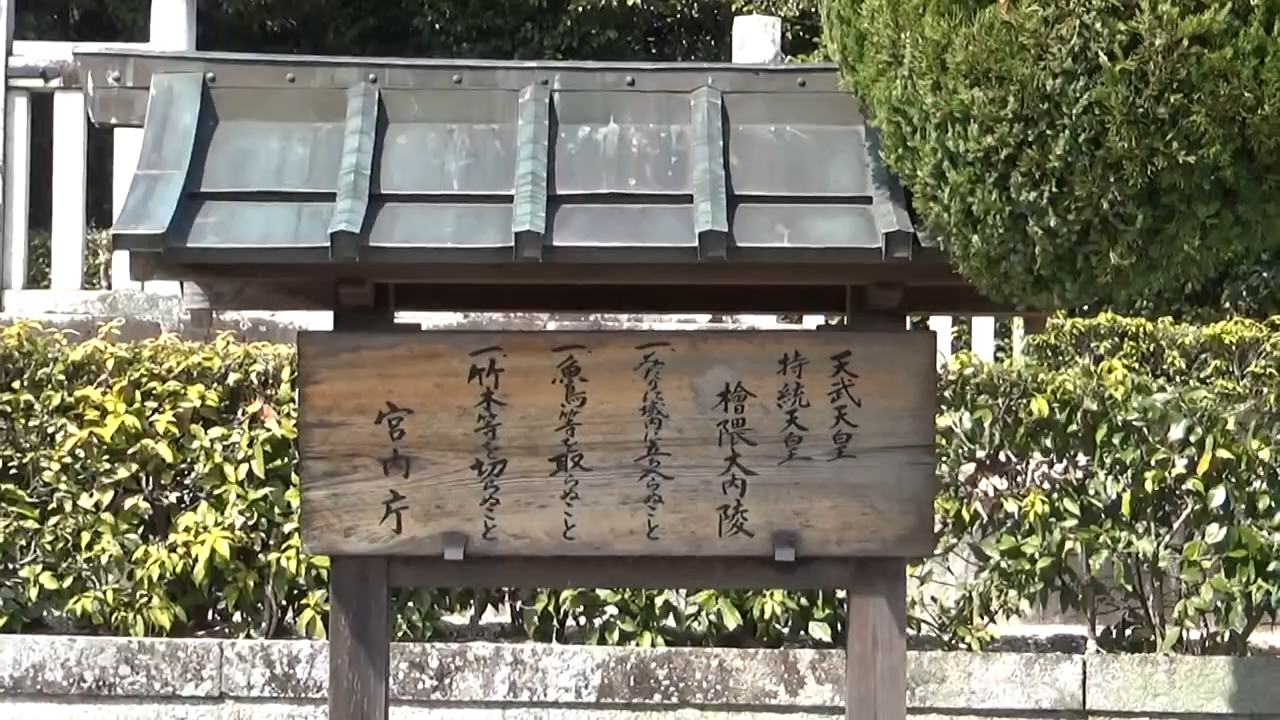 天武天皇
持統天皇
檜隈大内陵
一、みだりに域内に立ち入らぬこと
一、魚鳥等を取らぬこと
一、竹木等を切らぬこと
宮内庁